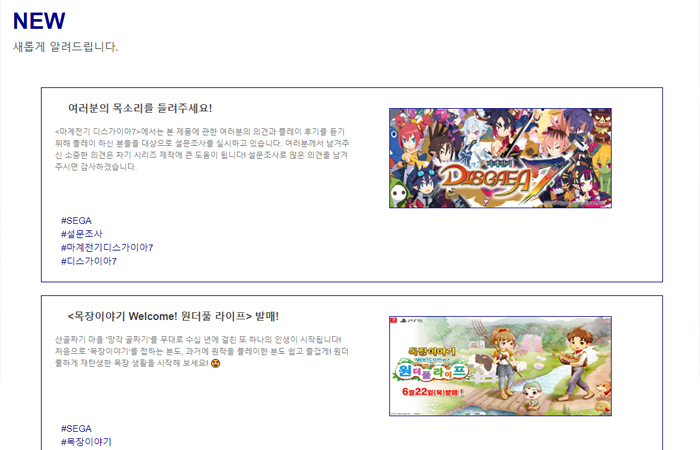 NEW
새롭게 알려드립니다.
여러분의 목소리를 들려주세요!
<마계전기 디스가이아7>에서는 본 제품에 관한 여러분의 의견과 플레이 후기를 듣기
위해 플레이 하신 분들을 대상으로 설문조사를 실시하고 있습니다. 여러분께서 남겨주
신 소중한 의견은 차기 시리즈 제작에 큰 도움이 됩니다! 설문조사로 많은 의견을 남겨
주시면 감사하겠습니다.
마계전기
DISGAEA 7
#SEGA
#설문조사
#마계전기디스가이아7
#디스가이아7
<목장이야기 Welcome! 원더풀 라이프> 발매!
산골짜기 마을 '망각 골짜기'를 무대로 수십 년에 걸친 또 하나의 인생이 시작됩니다!
처음으로 '목장이야기'를 접하는 분도, 과거에 원작을 플레이한 분도 쉽고 즐겁게! 원더
풀하게 재탄생한 목장 생활을 시작해 보세요!
PS5
목장이야기
Welcome!
원더풀 라이프
6월 22일(목) 발매!
#SEGA
#목장이야기